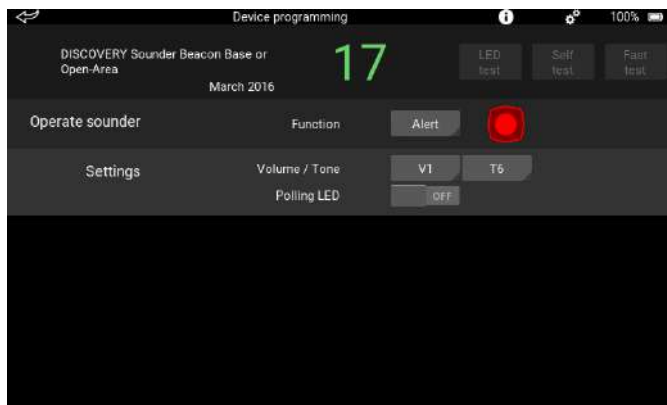 Device programming
100%
DISCOVERY Sounder Beacon Base or
Open-Area
March 2016
17
LED
test
Self
test
Fast
test
Operate sounder
Function
Alert
Settings
Volume / Tone
V1
T6
Polling LED
OFF